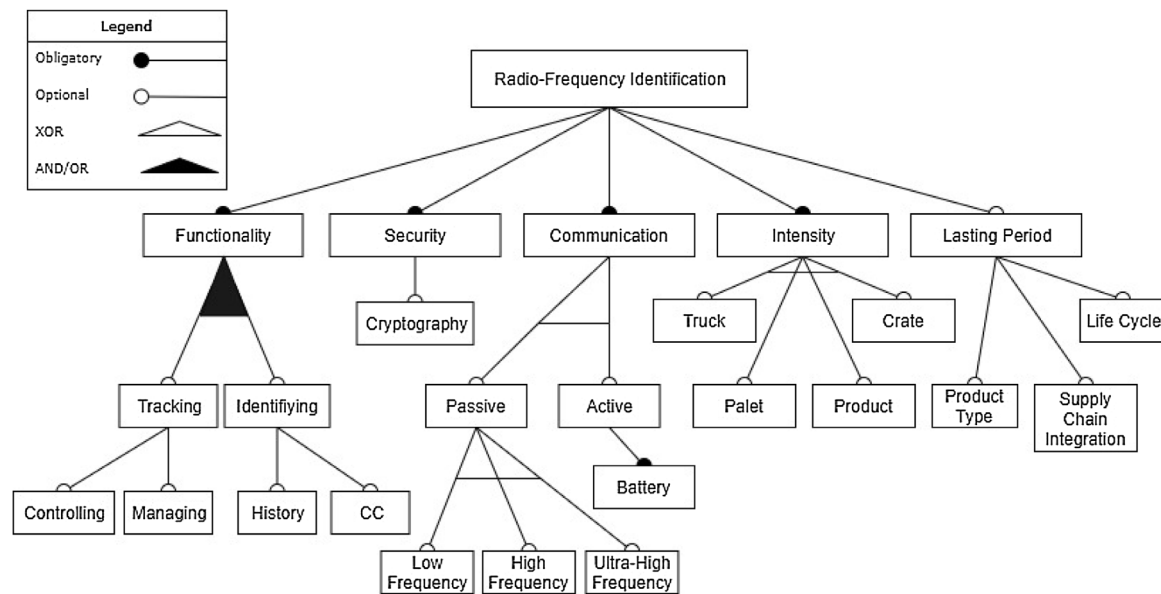 Legend
Obligatory
Optional
XOR
AND/OR
Radio-Frequency Identification
Functionality
Security
Communication
Intensity
Lasting Period
Cryptography
Truck
Crate
Life Cycle
Tracking
Identifiying
Passive
Active
Palet
Product
Product
Type
Supply
Chain
Integration
Battery
Controlling
Managing
History
CC
Low
Frequency
High
Frequency
Ultra-High
Frequency